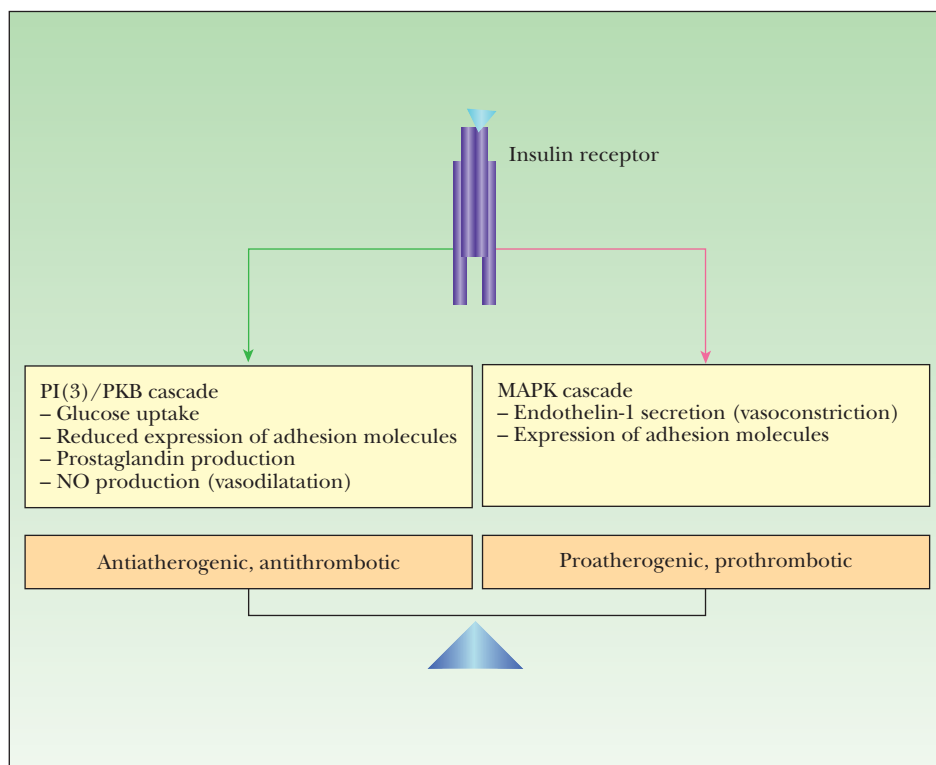 Insulin receptor
PI(3)/PKB cascade
– Glucose uptake
– Reduced expression of adhesion molecules
– Prostaglandin production
– NO production (vasodilatation)
MAPK cascade
– Endothelin-1 secretion (vasoconstriction)
– Expression of adhesion molecules
Antiatherogenic, antithrombotic
Proatherogenic, prothrombotic